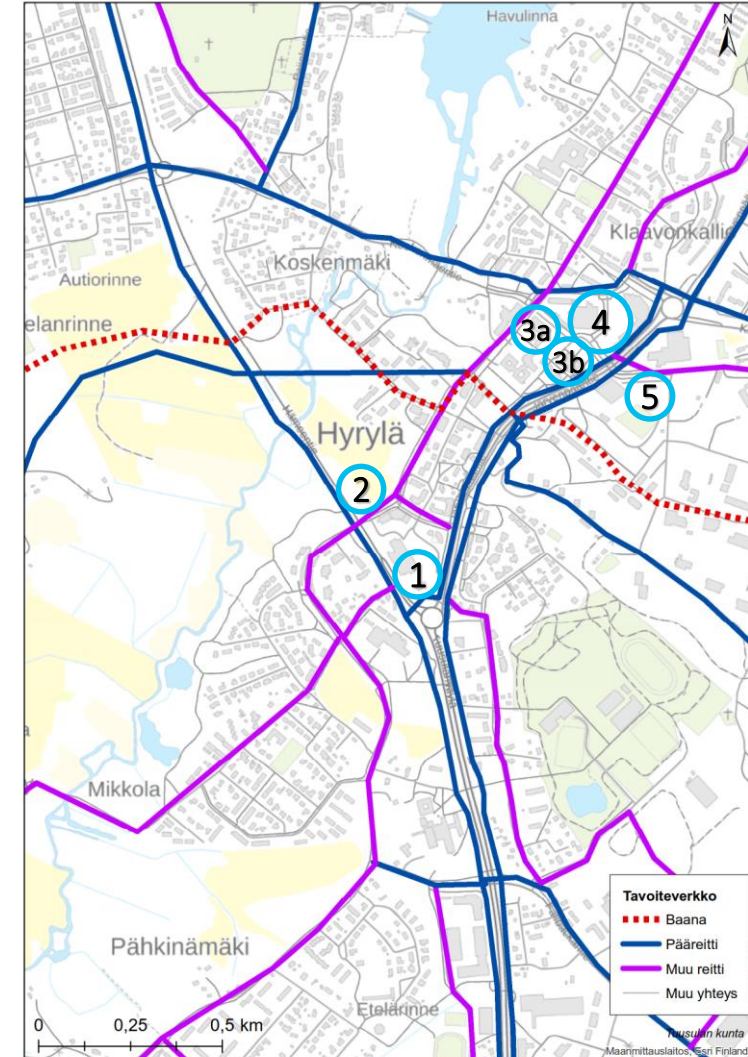 Havulinna
N
Klaavonkallio
Koskenmäki
Autiorinne
elanrinne
3a
4
3b
5
Hyrylä
2
1
Mikkola
Pähkinämäki
Etelärinne
Tavoiteverkko
Baana
Pääreitti
Muu reitti
Muu yhteys
0 0,25 0,5 km
Tuusulan kunta
Maanmittauslaitos, Esri Finland